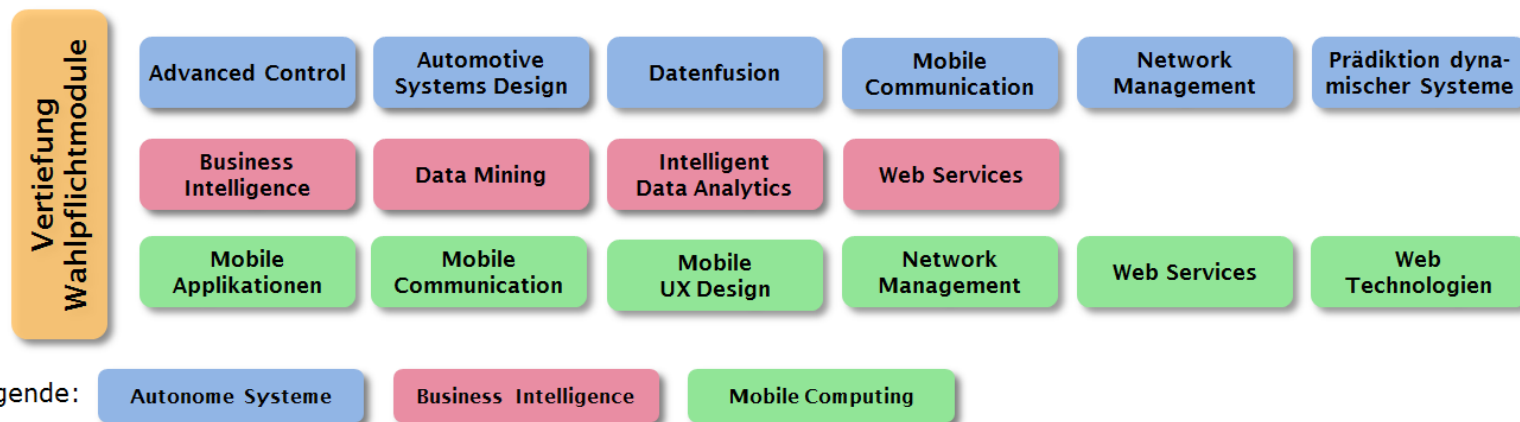 Vertiefung
Wahlpflichtmodule
Advanced Control
Automotive
Systems Design
Datenfusion
Mobile
Communication
Network
Management
Prädiktion dyna-
mischer Systeme
Business
Intelligence
Data Mining
Intelligent
Data Analytics
Web Services
Mobile
Applikationen
Mobile
Communication
Mobile
UX Design
Network
Management
Web Services
Web
Technologien
gende:
Autonome Systeme
Business Intelligence
Mobile Computing